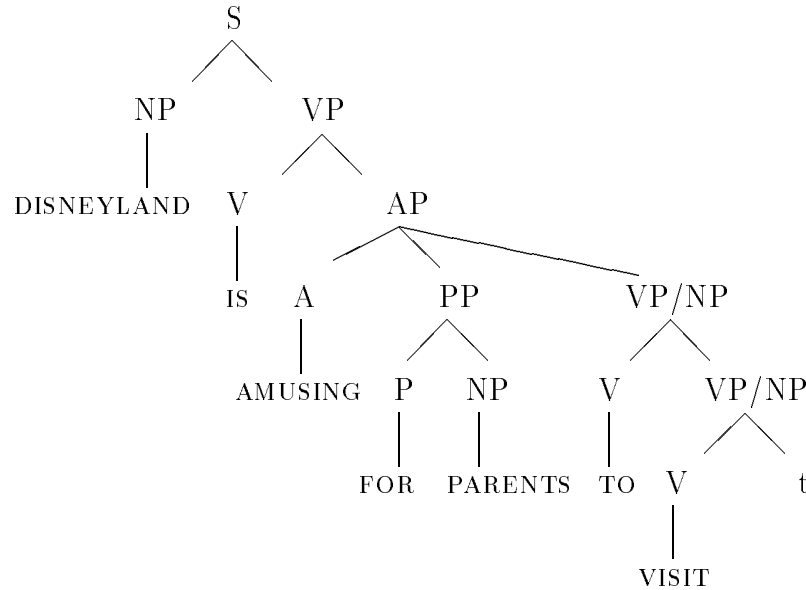 S
NP VP
DISNEYLAND V AP
IS A PP VP/NP
AMUSING P NP V VP/NP
FOR PARENTS TO V t
VISIT